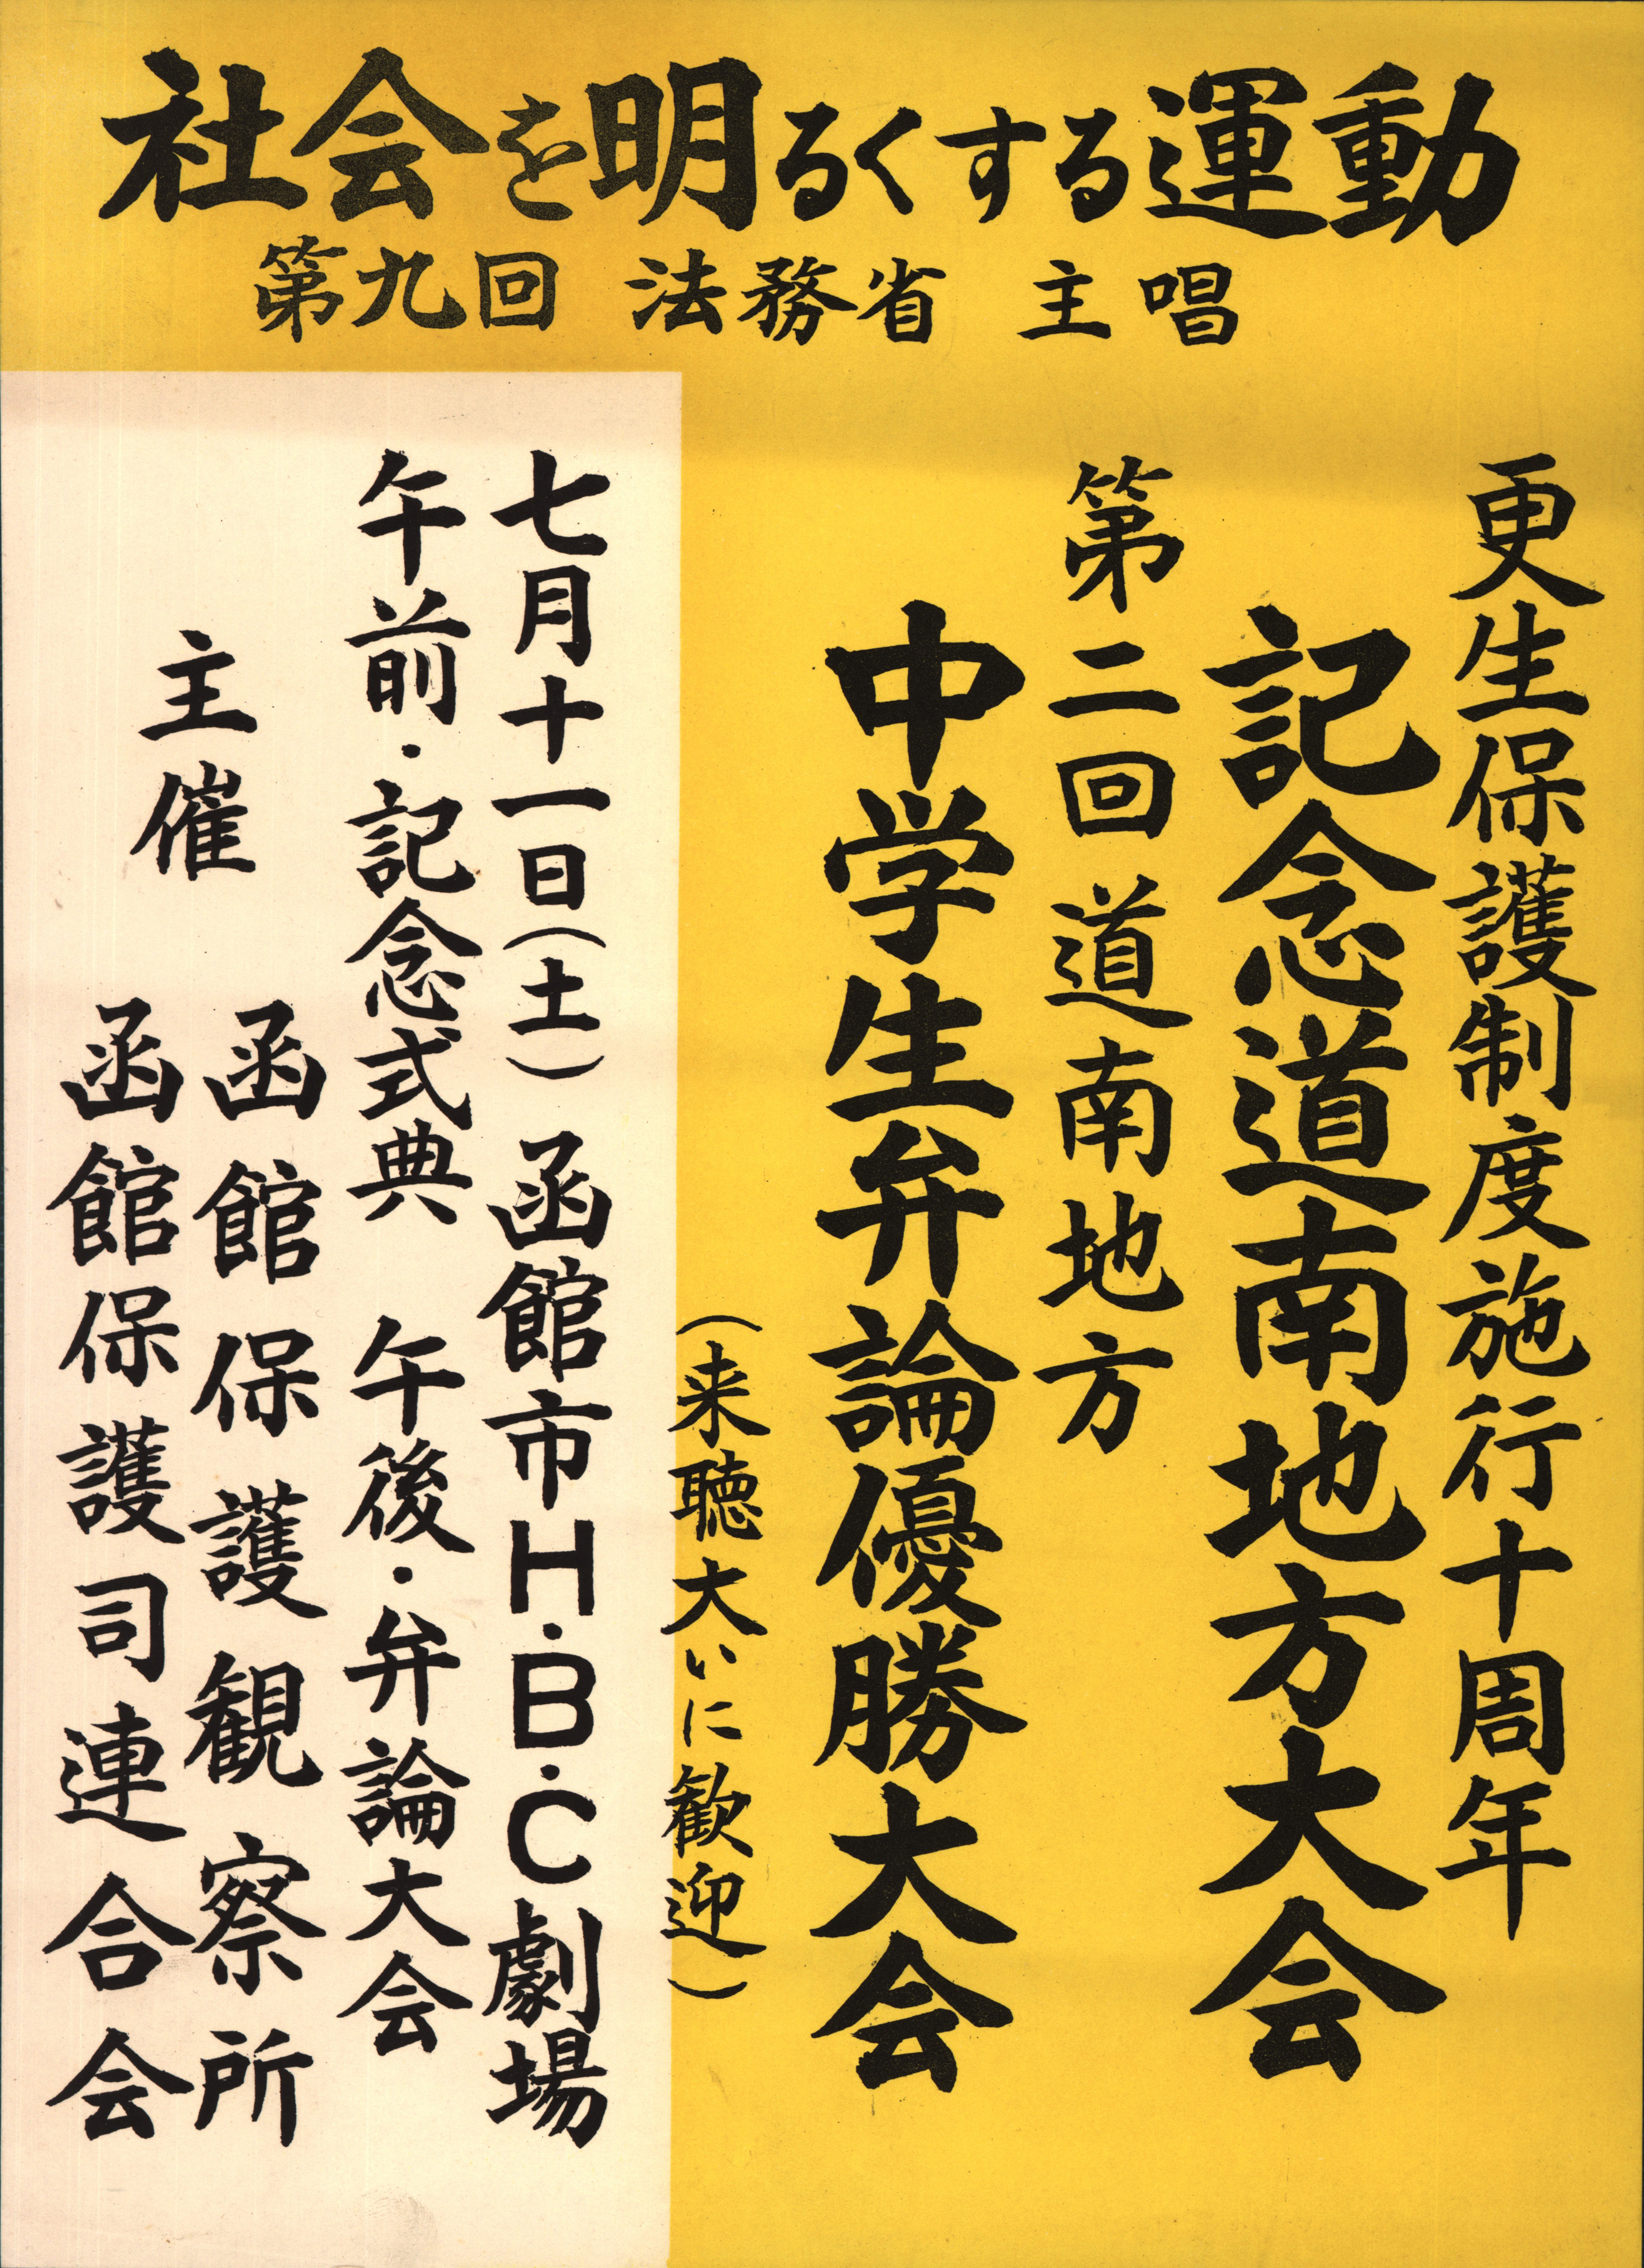 社会を明るくする運動
第九回 法務省 主唱
更生保護制度施行十周年
記念道南地方大会
第二回道南地方
中学生弁論優勝大会
（来聴大いに歓迎）
七月十一日（土） 函館市H・B・C劇場
午前・記念式典 午後・弁論大会
主催
函館保護観察所
函館保護司連合会